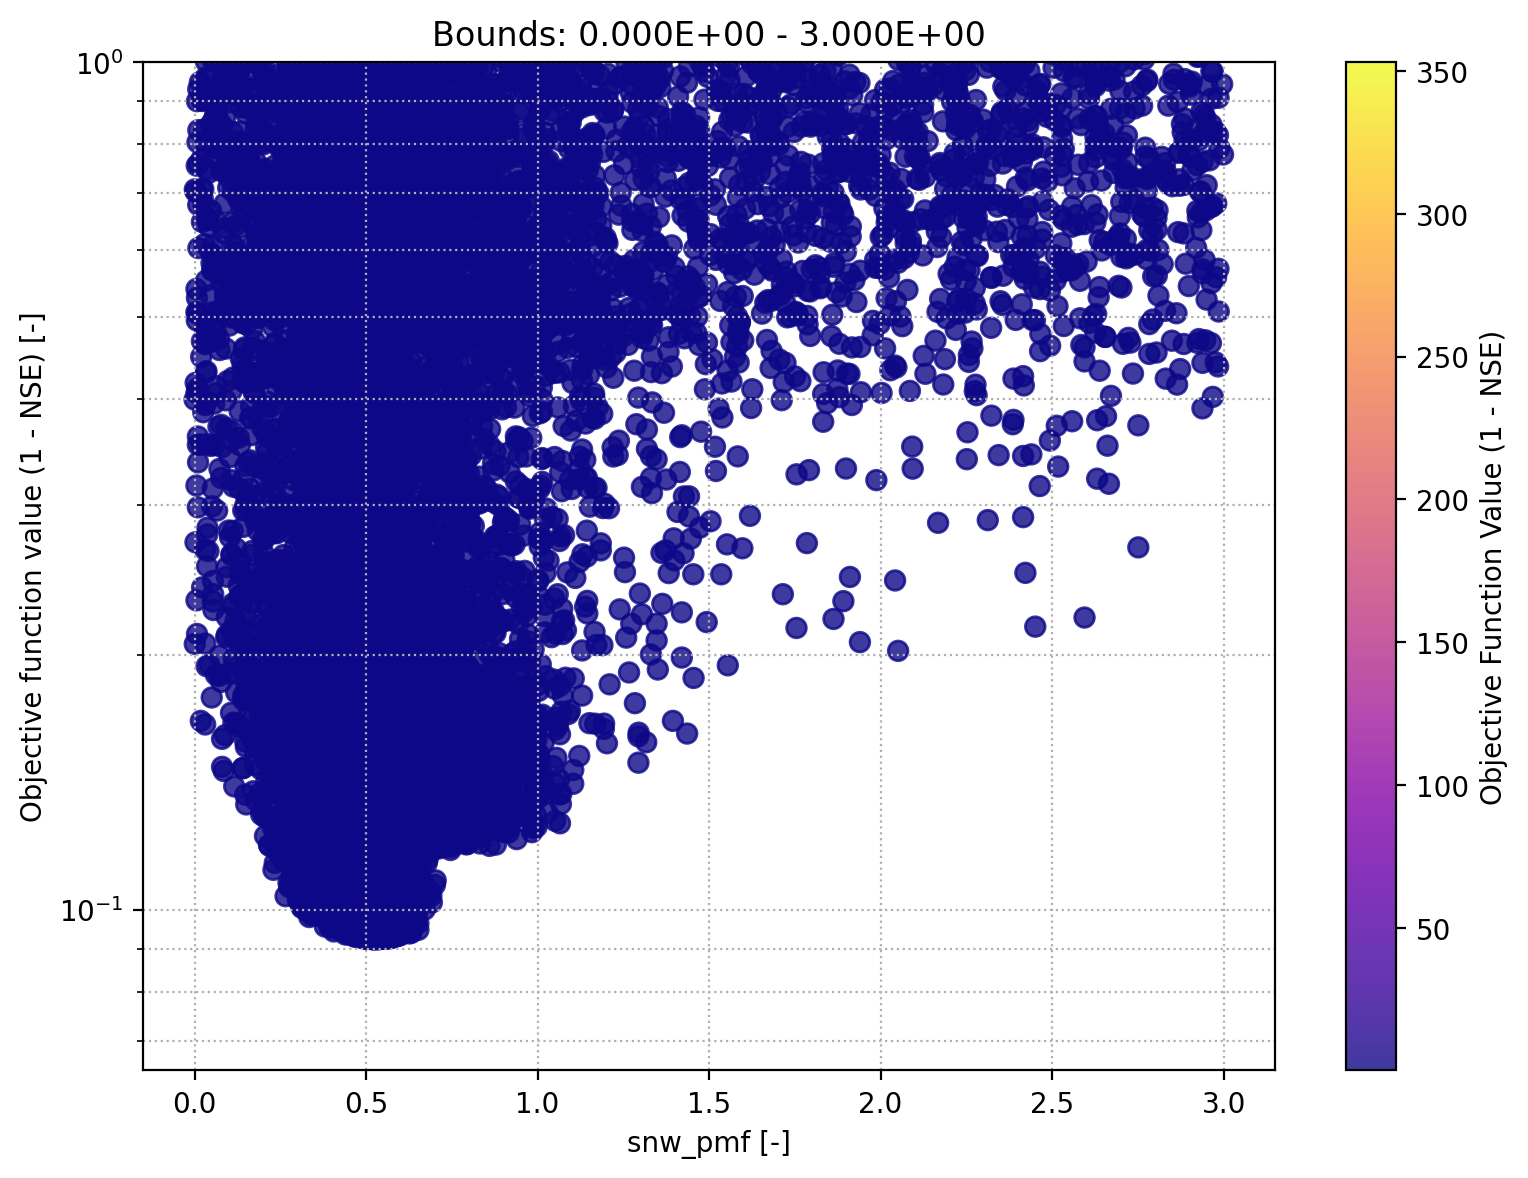 Bounds: 0.000E+00 - 3.000E+00
Objective function value (1 - NSE) [-]
10⁰
10⁻¹
0.0 0.5 1.0 1.5 2.0 2.5 3.0
snw_pmf [-]
350
300
250
200
150
100
50
Objective Function Value (1 - NSE)